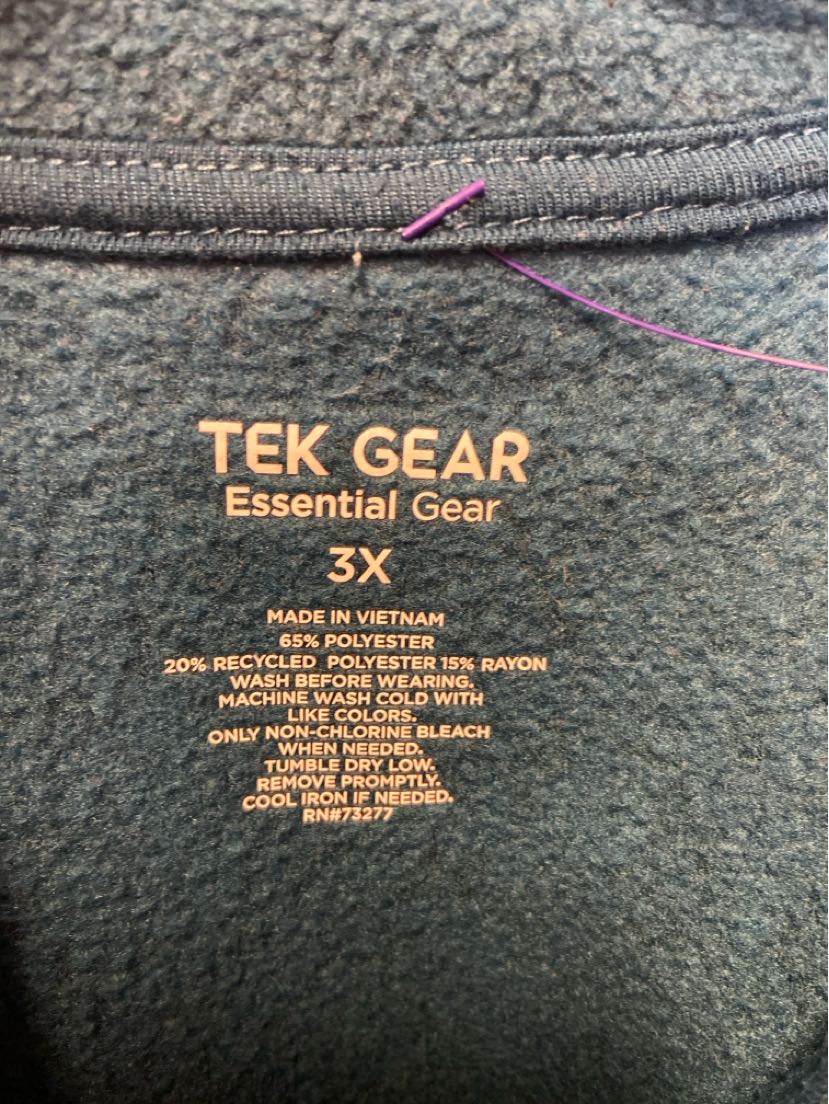 TEK GEAR
Essential Gear
3X
MADE IN VIETNAM
65% POLYESTER
20% RECYCLED POLYESTER 15% RAYON
WASH BEFORE WEARING.
MACHINE WASH COLD WITH
LIKE COLORS.
ONLY NON-CHLORINE BLEACH
WHEN NEEDED.
TUMBLE DRY LOW.
REMOVE PROMPTLY.
COOL IRON IF NEEDED.
RN#73277